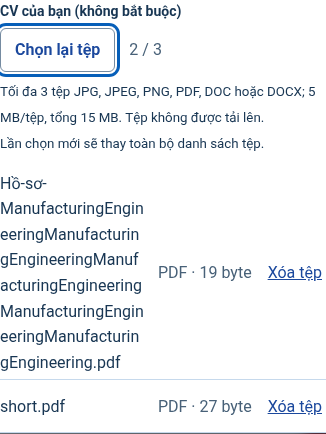 CV của bạn (không bắt buộc)
Chọn lại tệp 2 / 3
Tối đa 3 tệp JPG, JPEG, PNG, PDF, DOC hoặc DOCX; 5
MB/tệp, tổng 15 MB. Tệp không được tải lên.
Lần chọn mới sẽ thay toàn bộ danh sách tệp.
Hồ-sơ-
ManufacturingEngin
eeringManufacturin
gEngineeringManuf
acturingEngineering
ManufacturingEngin
eeringManufacturin
gEngineering.pdf
PDF · 19 byte Xóa tệp
short.pdf PDF · 27 byte Xóa tệp